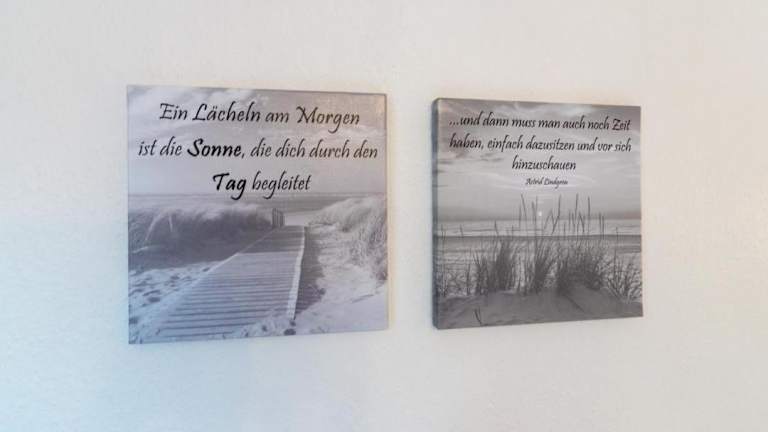 Ein Lächeln am Morgen
ist die Sonne, die dich durch den
Tag begleitet
...und dann muss man auch noch Zeit
haben, einfach dazusitzen und vor sich
hinzuschauen
Astrid Lindgren